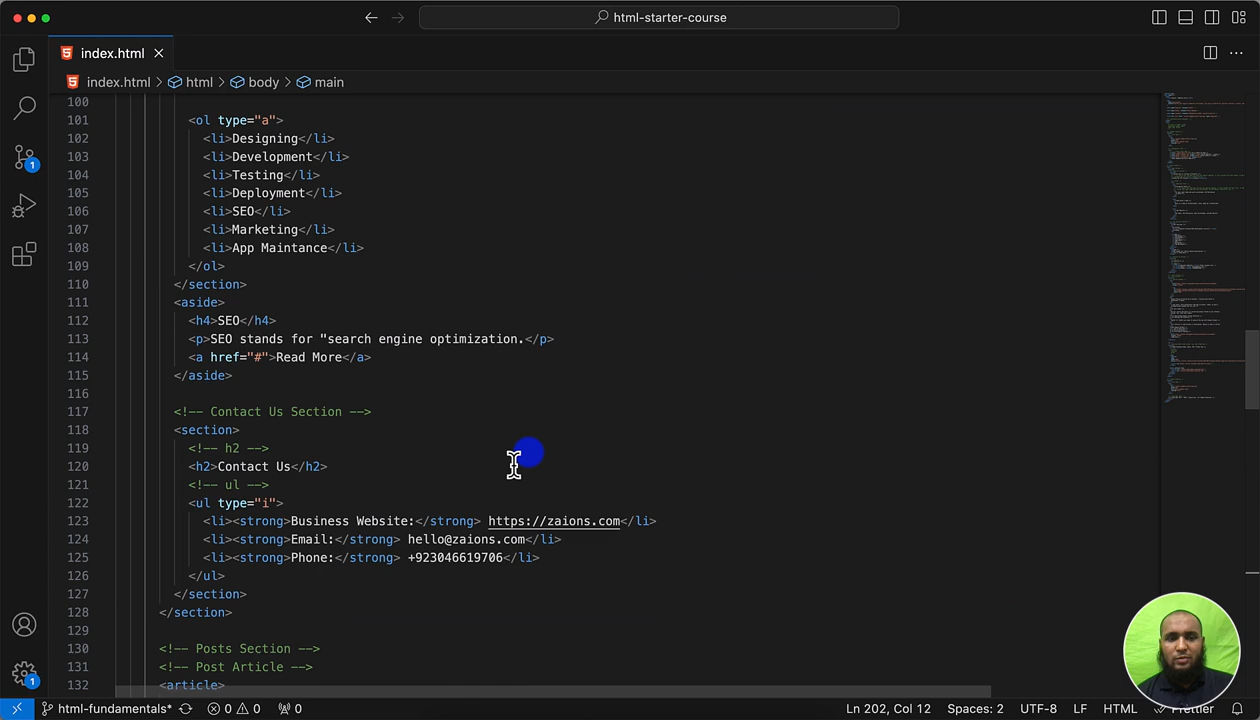 html-starter-course
index.html
index.html > html > body > main
100
101 <ol type="a">
102 <li>Designing</li>
103 <li>Development</li>
104 <li>Testing</li>
105 <li>Deployment</li>
106 <li>SEO</li>
107 <li>Marketing</li>
108 <li>App Maintance</li>
109 </ol>
110 </section>
111 <aside>
112 <h4>SEO</h4>
113 <p>SEO stands for "search engine optimization.</p>
114 <a href="#">Read More</a>
115 </aside>
116
117 <!-- Contact Us Section -->
118 <section>
119 <!-- h2 -->
120 <h2>Contact Us</h2>
121 <!-- ul -->
122 <ul type="i">
123 <li><strong>Business Website:</strong> https://zaions.com</li>
124 <li><strong>Email:</strong> hello@zaions.com</li>
125 <li><strong>Phone:</strong> +923046619706</li>
126 </ul>
127 </section>
128 </section>
129
130 <!-- Posts Section -->
131 <!-- Post Article -->
132 <article>
1
1
html-fundamentals* 0 0 0 Ln 202, Col 12 Spaces: 2 UTF-8 LF HTML Prettier